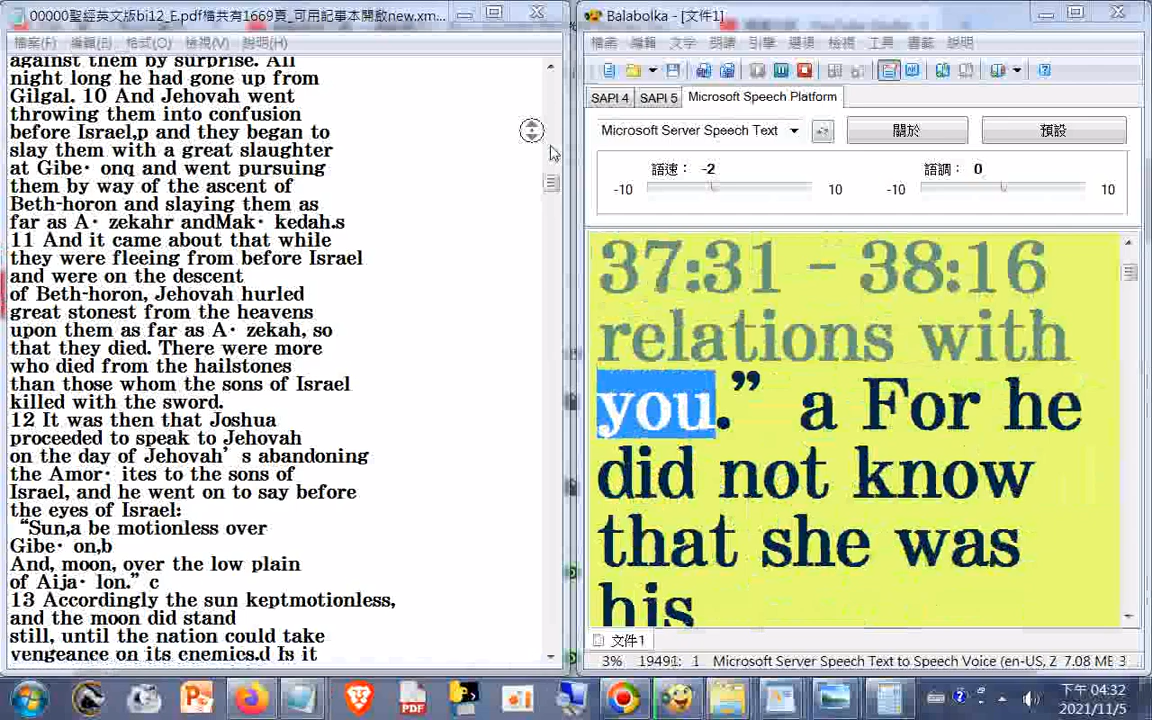 00000聖經英文版bi12_E.pdf檔共有1669頁_可用記事本開啟new.xm...
檔案(F) 編輯(E) 格式(O) 檢視(V) 說明(H)
against them by surprise. All
night long he had gone up from
Gilgal. 10 And Jehovah went
throwing them into confusion
before Israel,p and they began to
slay them with a great slaughter
at Gibe· onq and went pursuing
them by way of the ascent of
Beth-horon and slaying them as
far as A· zekahr andMak· kedah.s
11 And it came about that while
they were fleeing from before Israel
and were on the descent
of Beth-horon, Jehovah hurled
great stonest from the heavens
upon them as far as A· zekah, so
that they died. There were more
who died from the hailstones
than those whom the sons of Israel
killed with the sword.
12 It was then that Joshua
proceeded to speak to Jehovah
on the day of Jehovah’ s abandoning
the Amor· ites to the sons of
Israel, and he went on to say before
the eyes of Israel:
“Sun,a be motionless over
Gibe· on,b
And, moon, over the low plain
of Aija· lon.” c
13 Accordingly the sun keptmotionless,
and the moon did stand
still, until the nation could take
vengeance on its enemies.d Is it
Balabolka - [文件1]
檔案 編輯 文字 朗讀 引擎 選項 檢視 工具 書籤 說明
SAPI 4 SAPI 5 Microsoft Speech Platform
Microsoft Server Speech Text 關於 預設
語速： -2 語調： 0
-10 10 -10 10
37:31 - 38:16
relations with
you.” a For he
did not know
that she was
his
文件1
3% 19491: 1 Microsoft Server Speech Text to Speech Voice (en-US, Z 7.08 MB 3
PDF
下午 04:32
2021/11/5